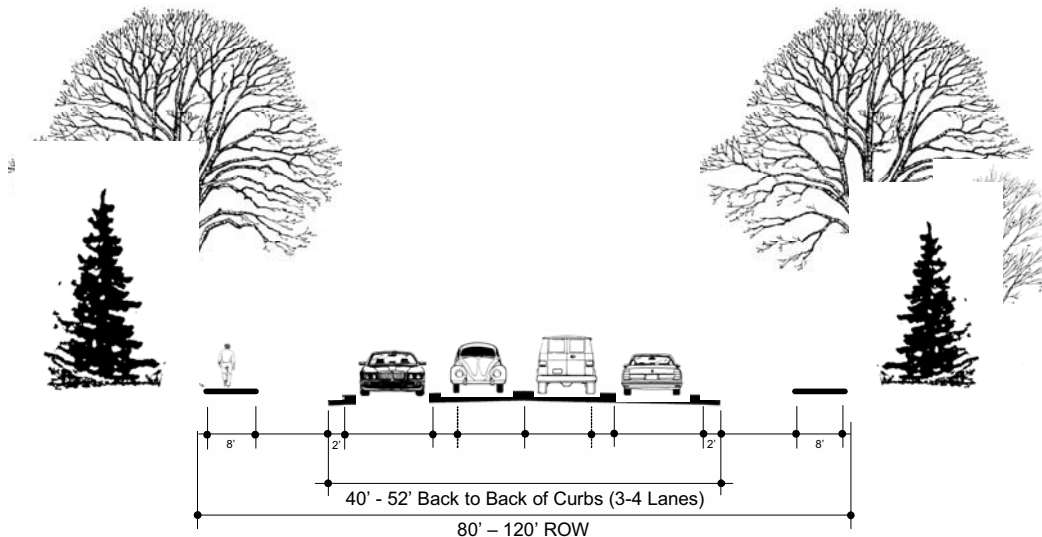 8' 2' 2' 8'
40' - 52' Back to Back of Curbs (3-4 Lanes)
80' – 120' ROW